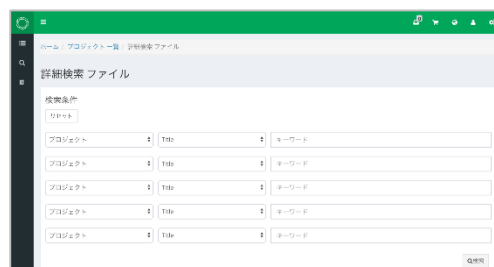 ホーム / プロジェクト一覧 / 詳細検索 ファイル
詳細検索 ファイル
検索条件
リセット
プロジェクト Title キーワード
プロジェクト Title キーワード
プロジェクト Title キーワード
プロジェクト Title キーワード
プロジェクト Title キーワード
検索